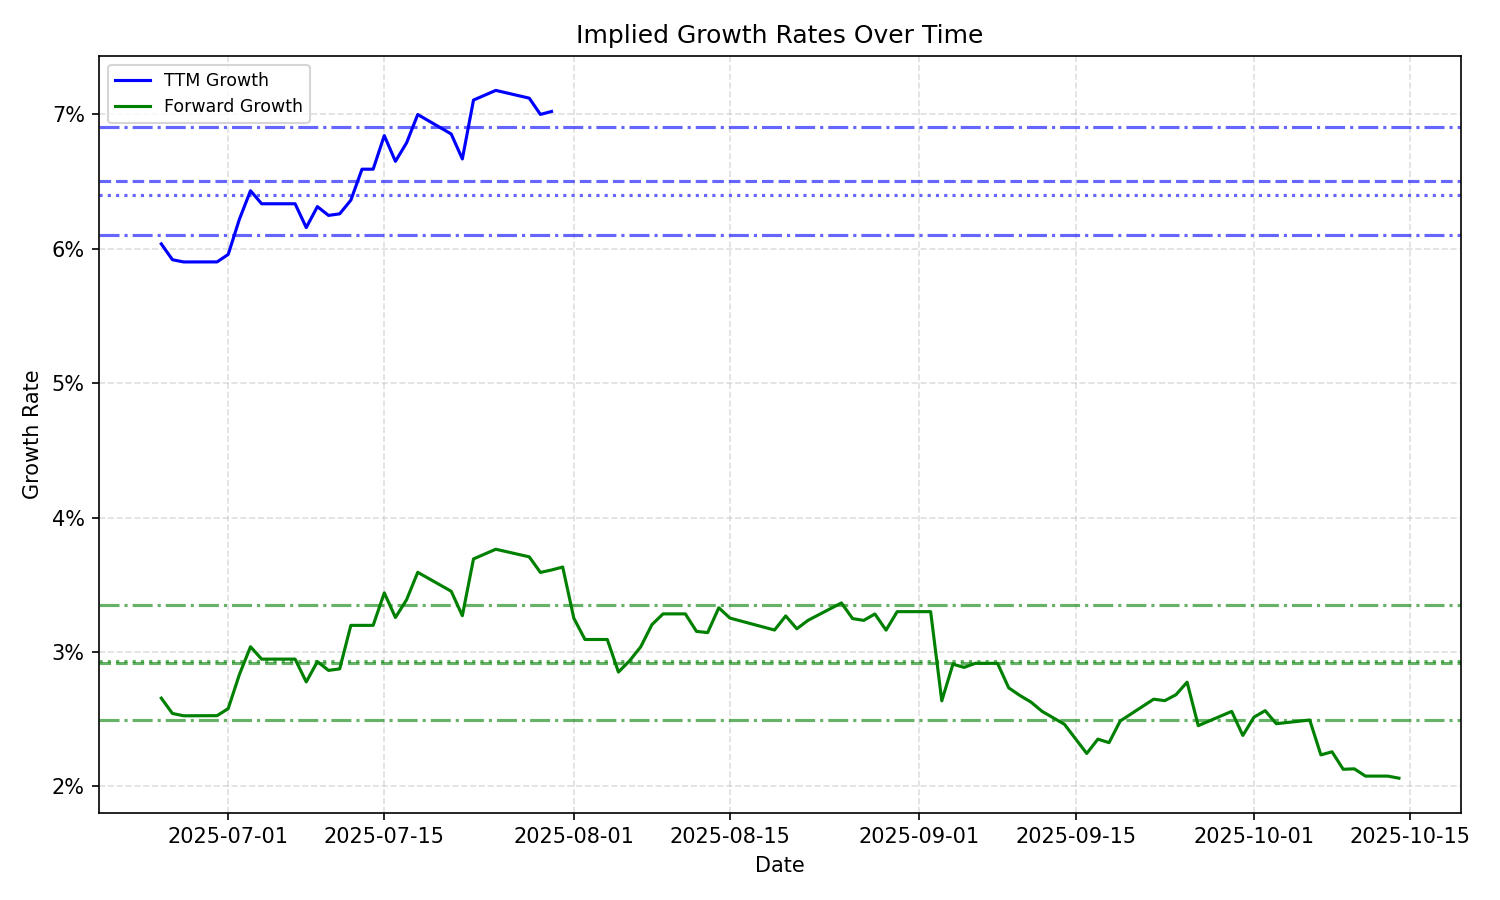 Implied Growth Rates Over Time
TTM Growth
Forward Growth
7%
6%
5%
4%
3%
2%
Growth Rate
2025-07-01
2025-07-15
2025-08-01
2025-08-15
2025-09-01
2025-09-15
2025-10-01
2025-10-15
Date